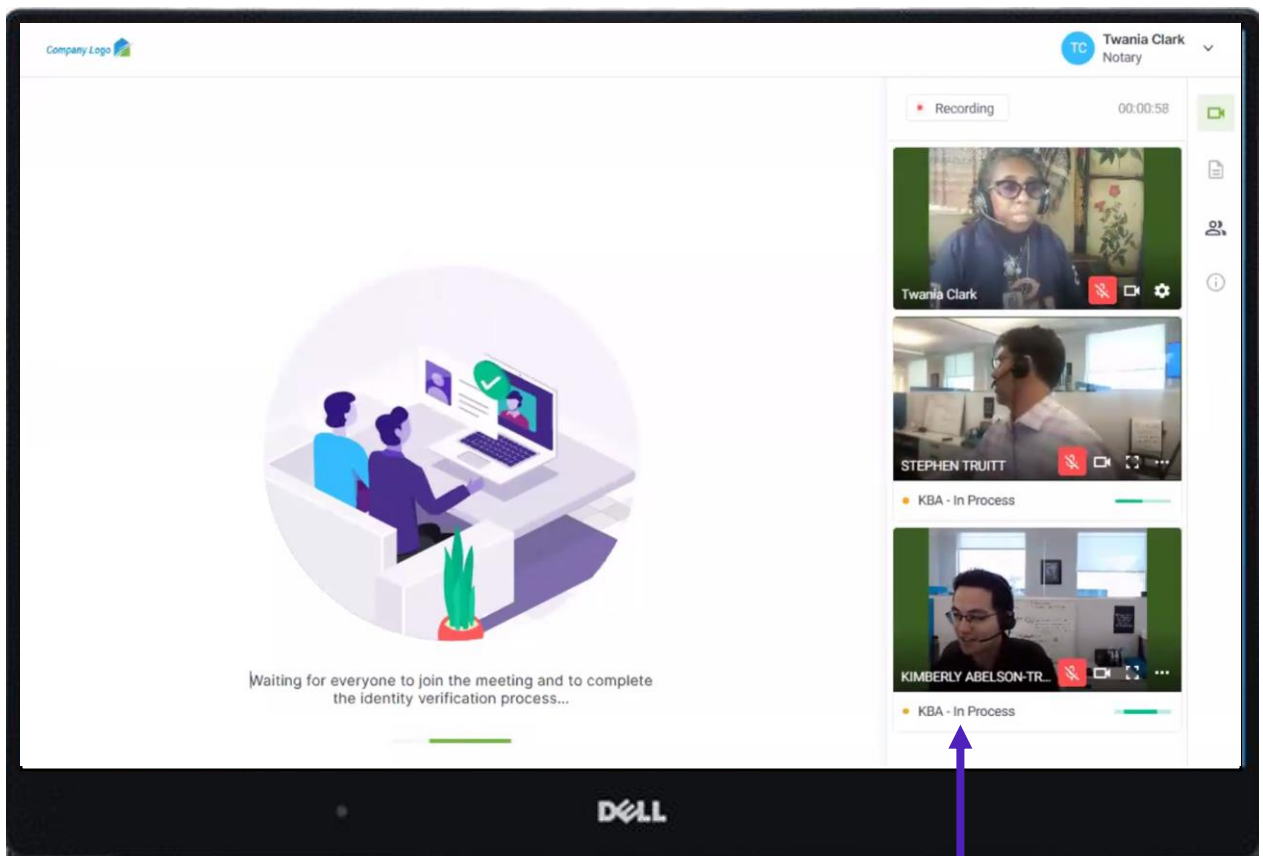 Company Logo
TC
Twania Clark
Notary
Recording
00:00:58
Twania Clark
STEPHEN TRUITT
KBA - In Process
KIMBERLY ABELSON-TR...
KBA - In Process
Waiting for everyone to join the meeting and to complete
the identity verification process...
DELL